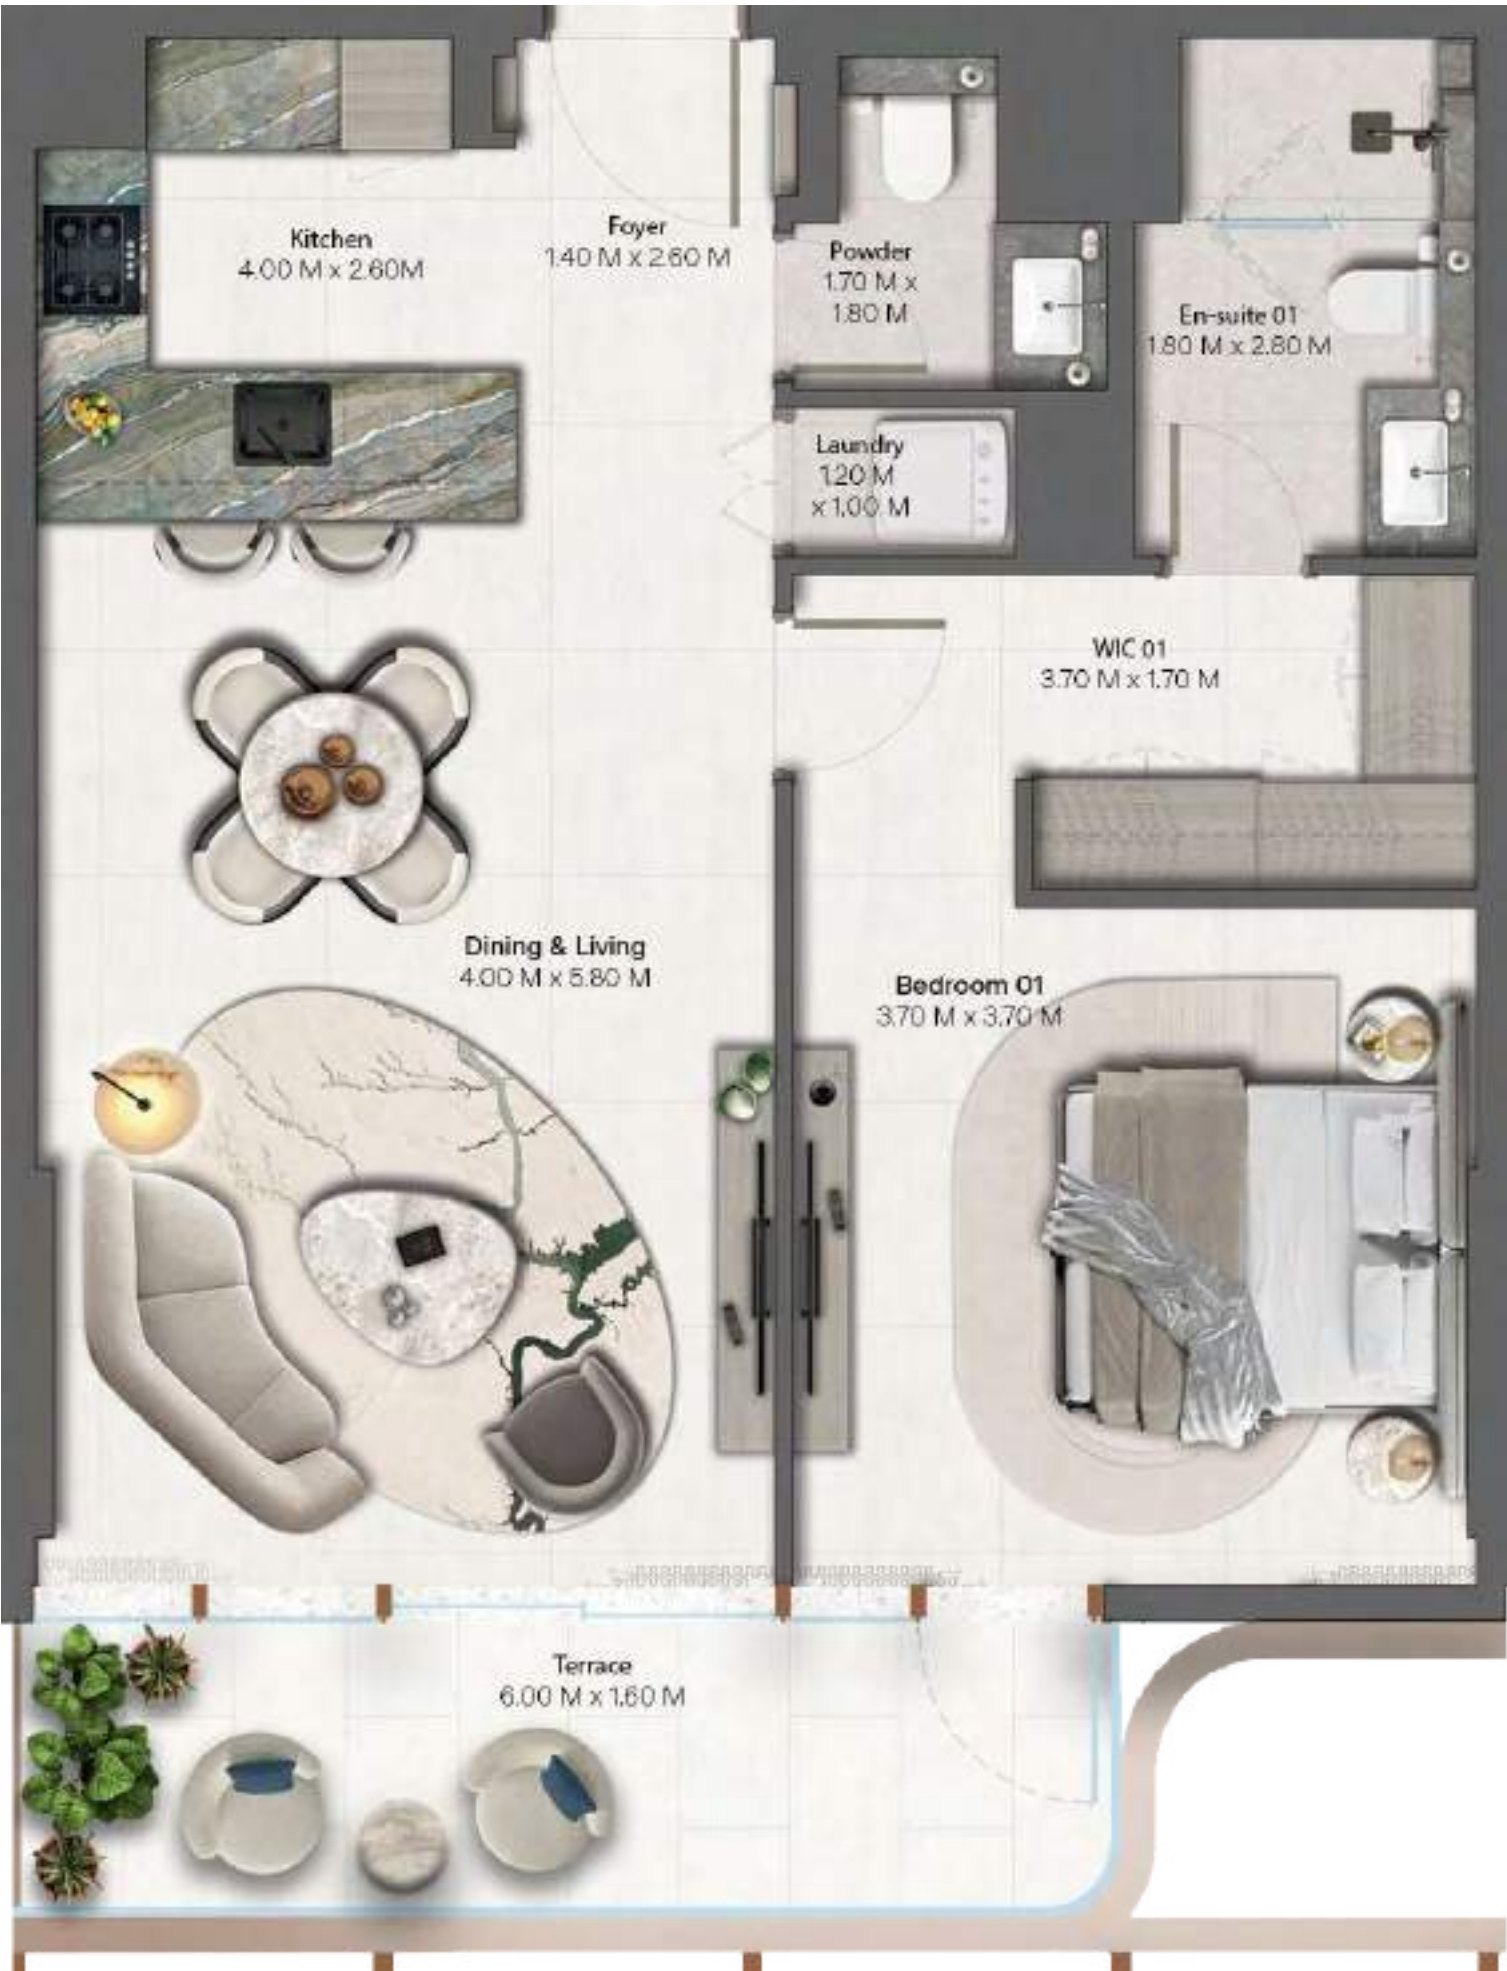 Kitchen
4.00 M x 2.60M
Foyer
1.40 M x 2.60 M
Powder
1.70 M x
1.80 M
En-suite 01
1.80 M x 2.80 M
Laundry
1.20 M
x 1.00 M
WIC 01
3.70 M x 1.70 M
Dining & Living
4.00 M x 5.80 M
Bedroom 01
3.70 M x 3.70 M
Terrace
6.00 M x 1.60 M